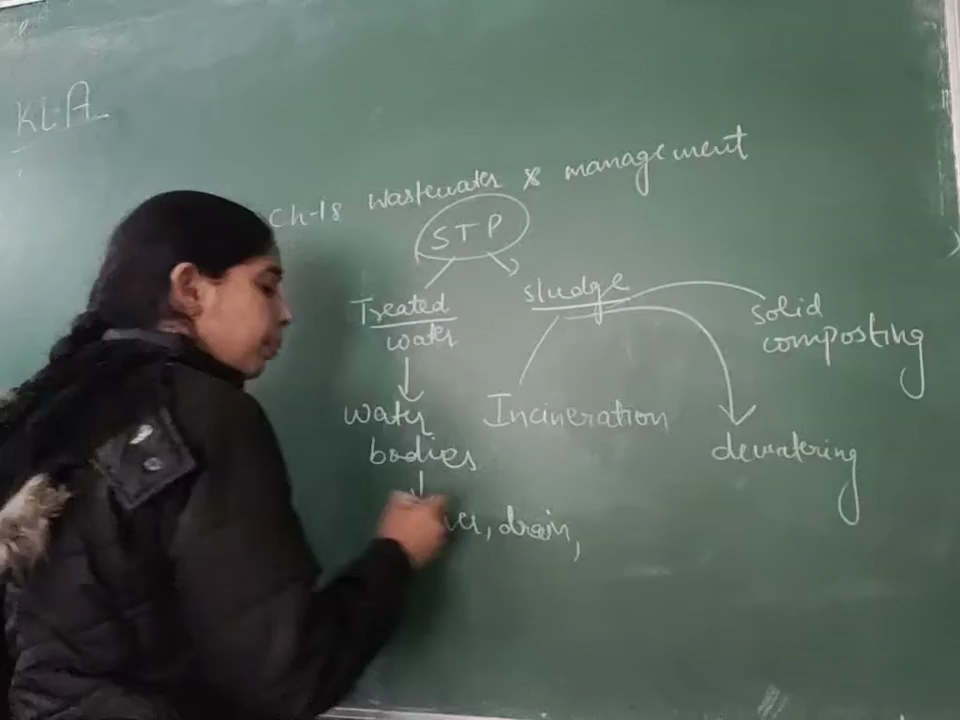 KL:A
Ch-18 Wastewater & management
STP
Treated
water
sludge
solid
composting
water
bodies
Incineration
dewatering
drain,